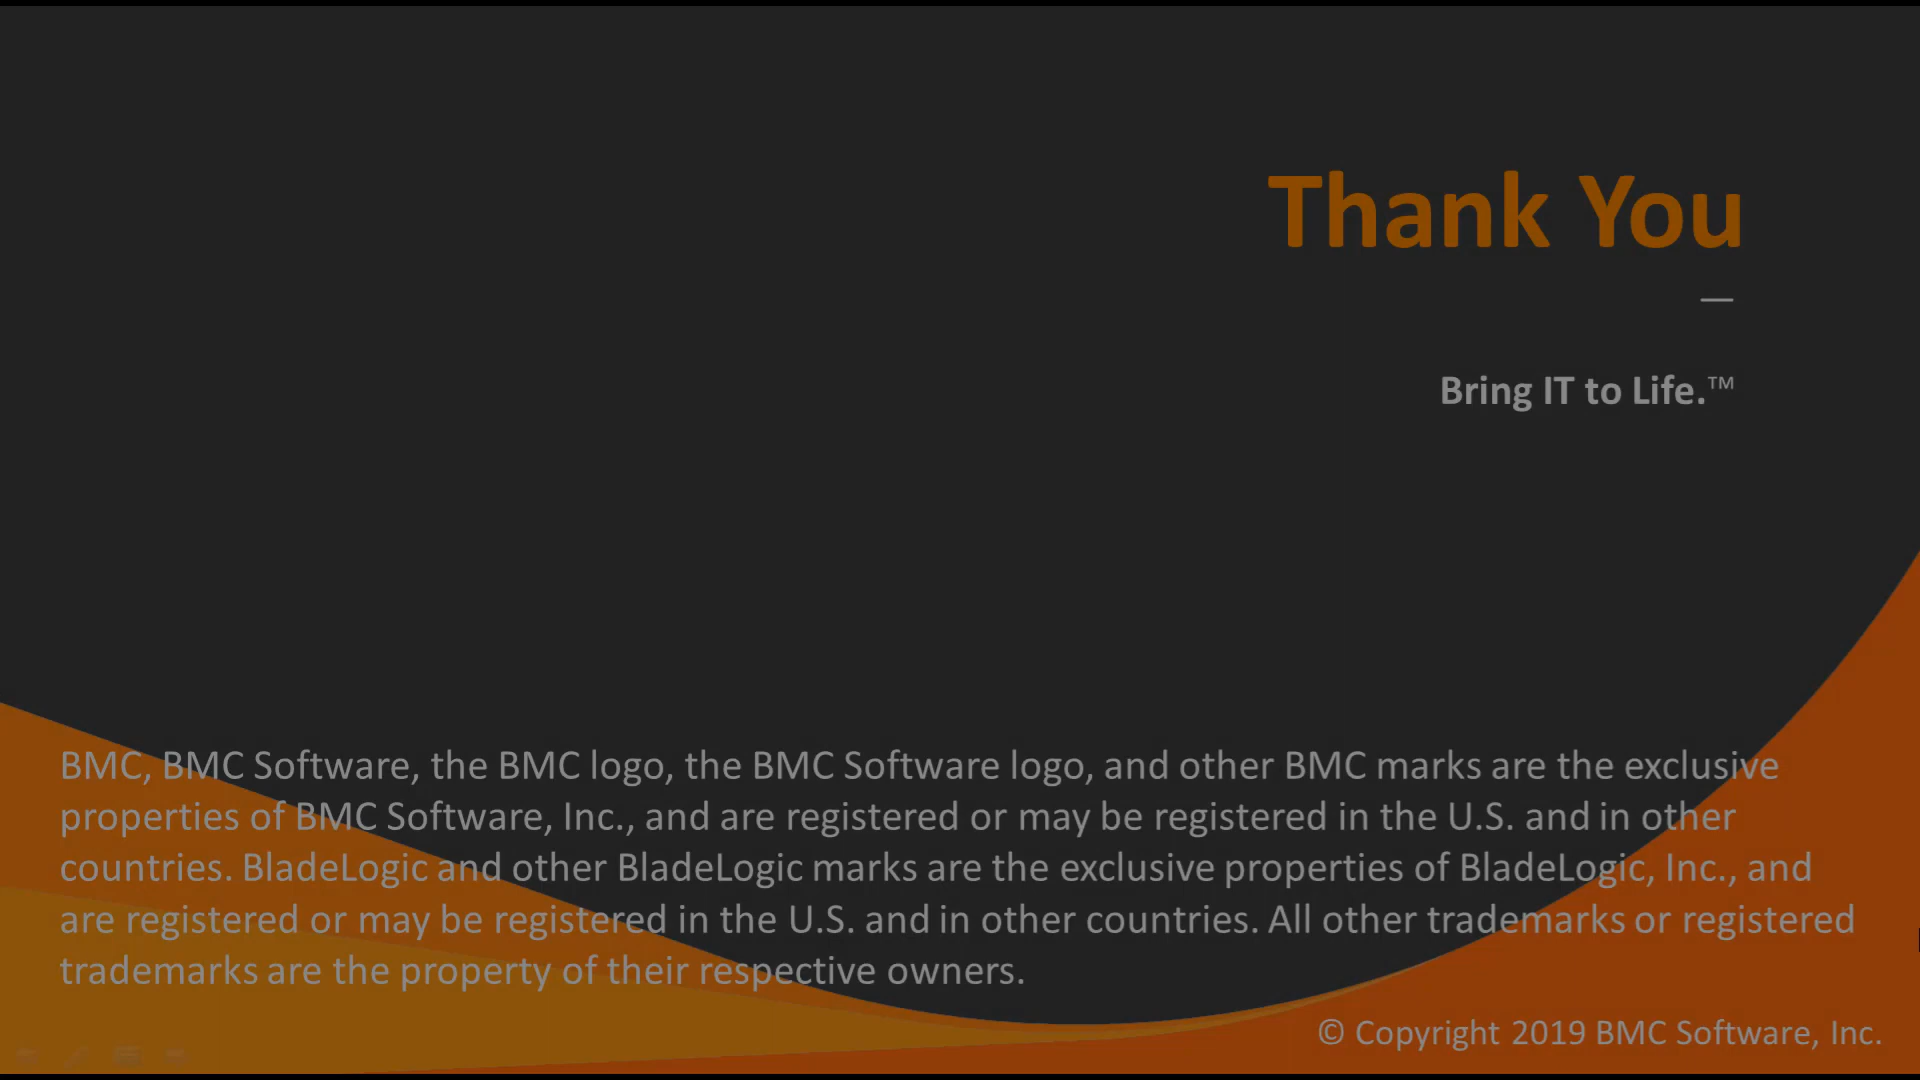 Thank You
—
Bring IT to Life.™
BMC, BMC Software, the BMC logo, the BMC Software logo, and other BMC marks are the exclusive
properties of BMC Software, Inc., and are registered or may be registered in the U.S. and in other
countries. BladeLogic and other BladeLogic marks are the exclusive properties of BladeLogic, Inc., and
are registered or may be registered in the U.S. and in other countries. All other trademarks or registered
trademarks are the property of their respective owners.
© Copyright 2019 BMC Software, Inc.